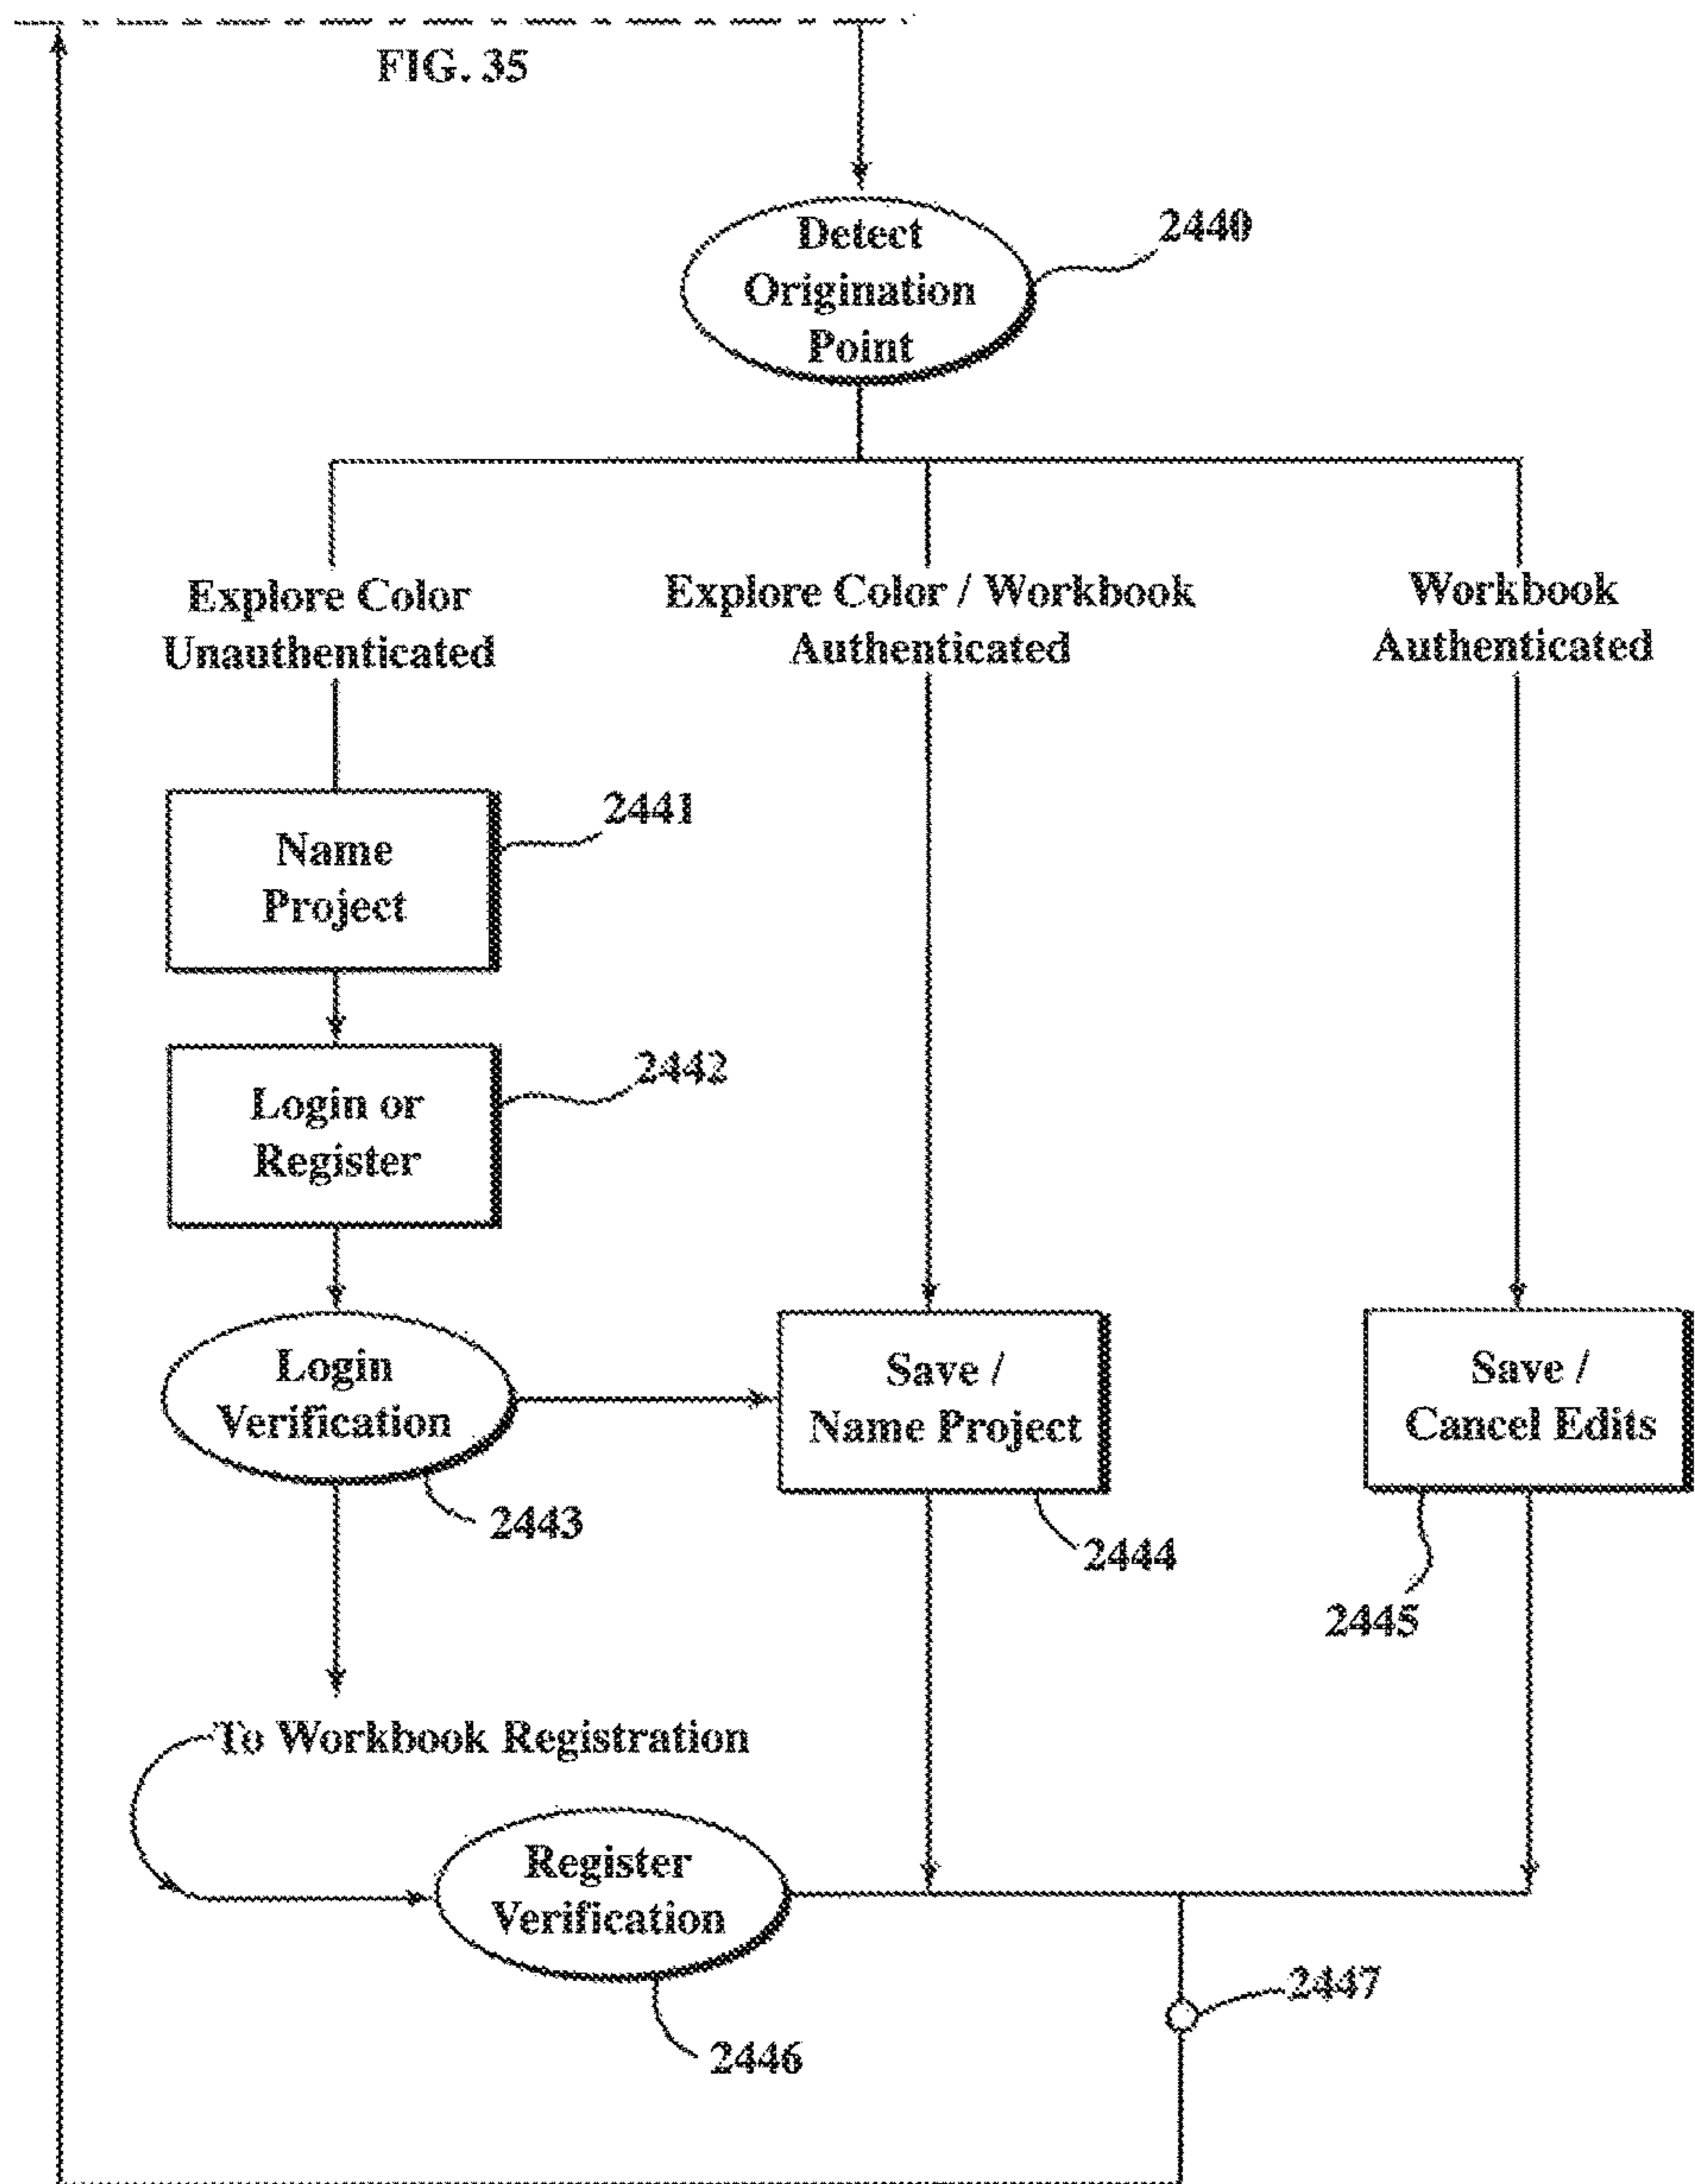 FIG. 35
Detect
Origination
Point
2440
Explore Color
Unauthenticated
Explore Color / Workbook
Authenticated
Workbook
Authenticated
Name
Project
2441
Login or
Register
2442
Login
Verification
2443
Save /
Name Project
2444
Save /
Cancel Edits
2445
To Workbook Registration
Register
Verification
2446
2447